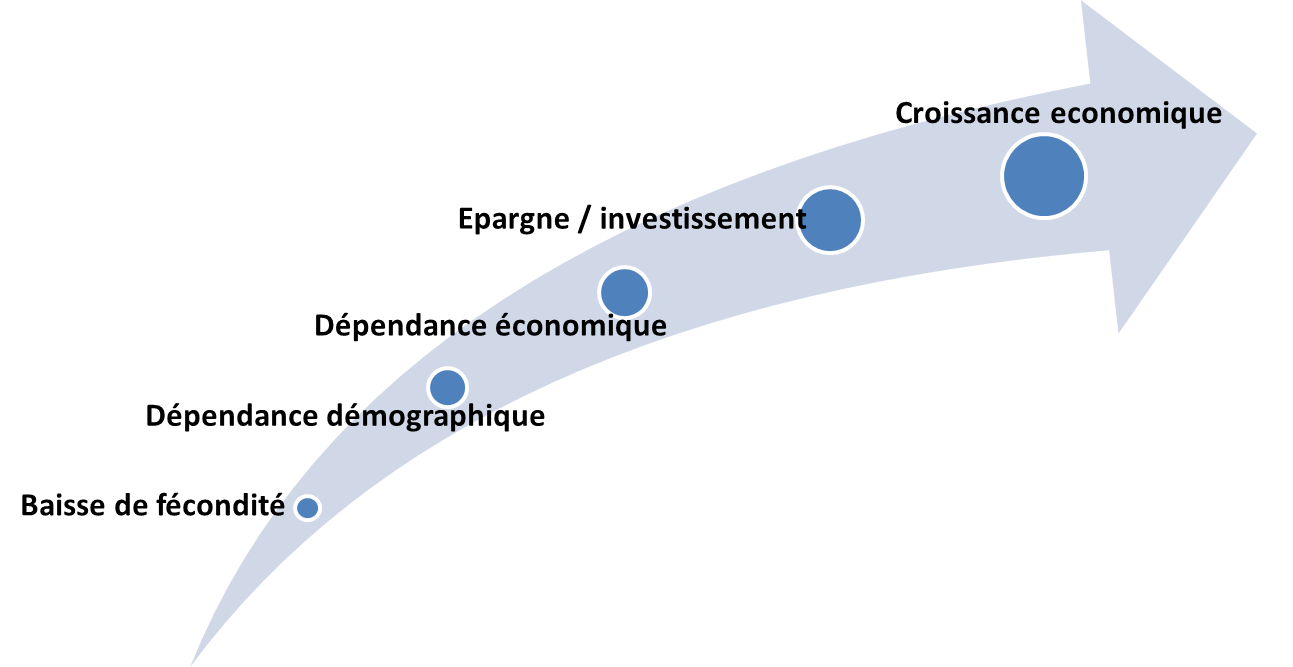 Croissance economique
Epargne / investissement
Dépendance économique
Dépendance démographique
Baisse de fécondité